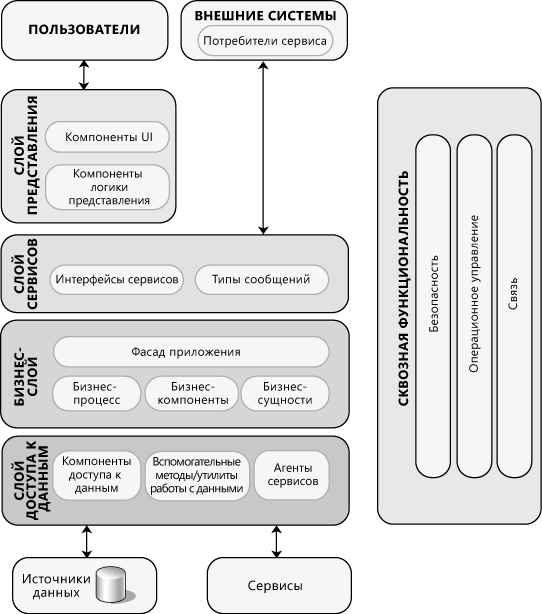 ПОЛЬЗОВАТЕЛИ
ВНЕШНИЕ СИСТЕМЫ
Потребители сервиса
СЛОЙ
ПРЕДСТАВЛЕНИЯ
Компоненты UI
Компоненты
логики
представления
СЛОЙ
СЕРВИСОВ
Интерфейсы сервисов
Типы сообщений
БИЗНЕС-
СЛОЙ
Фасад приложения
Бизнес-
процесс
Бизнес-
компоненты
Бизнес-
сущности
СЛОЙ
ДОСТУПА К
ДАННЫМ
Компоненты
доступа к
данным
Вспомогательные
методы/утилиты
работы с данными
Агенты
сервисов
Источники
данных
Сервисы
СКВОЗНАЯ ФУНКЦИОНАЛЬНОСТЬ
Безопасность
Операционное управление
Связь